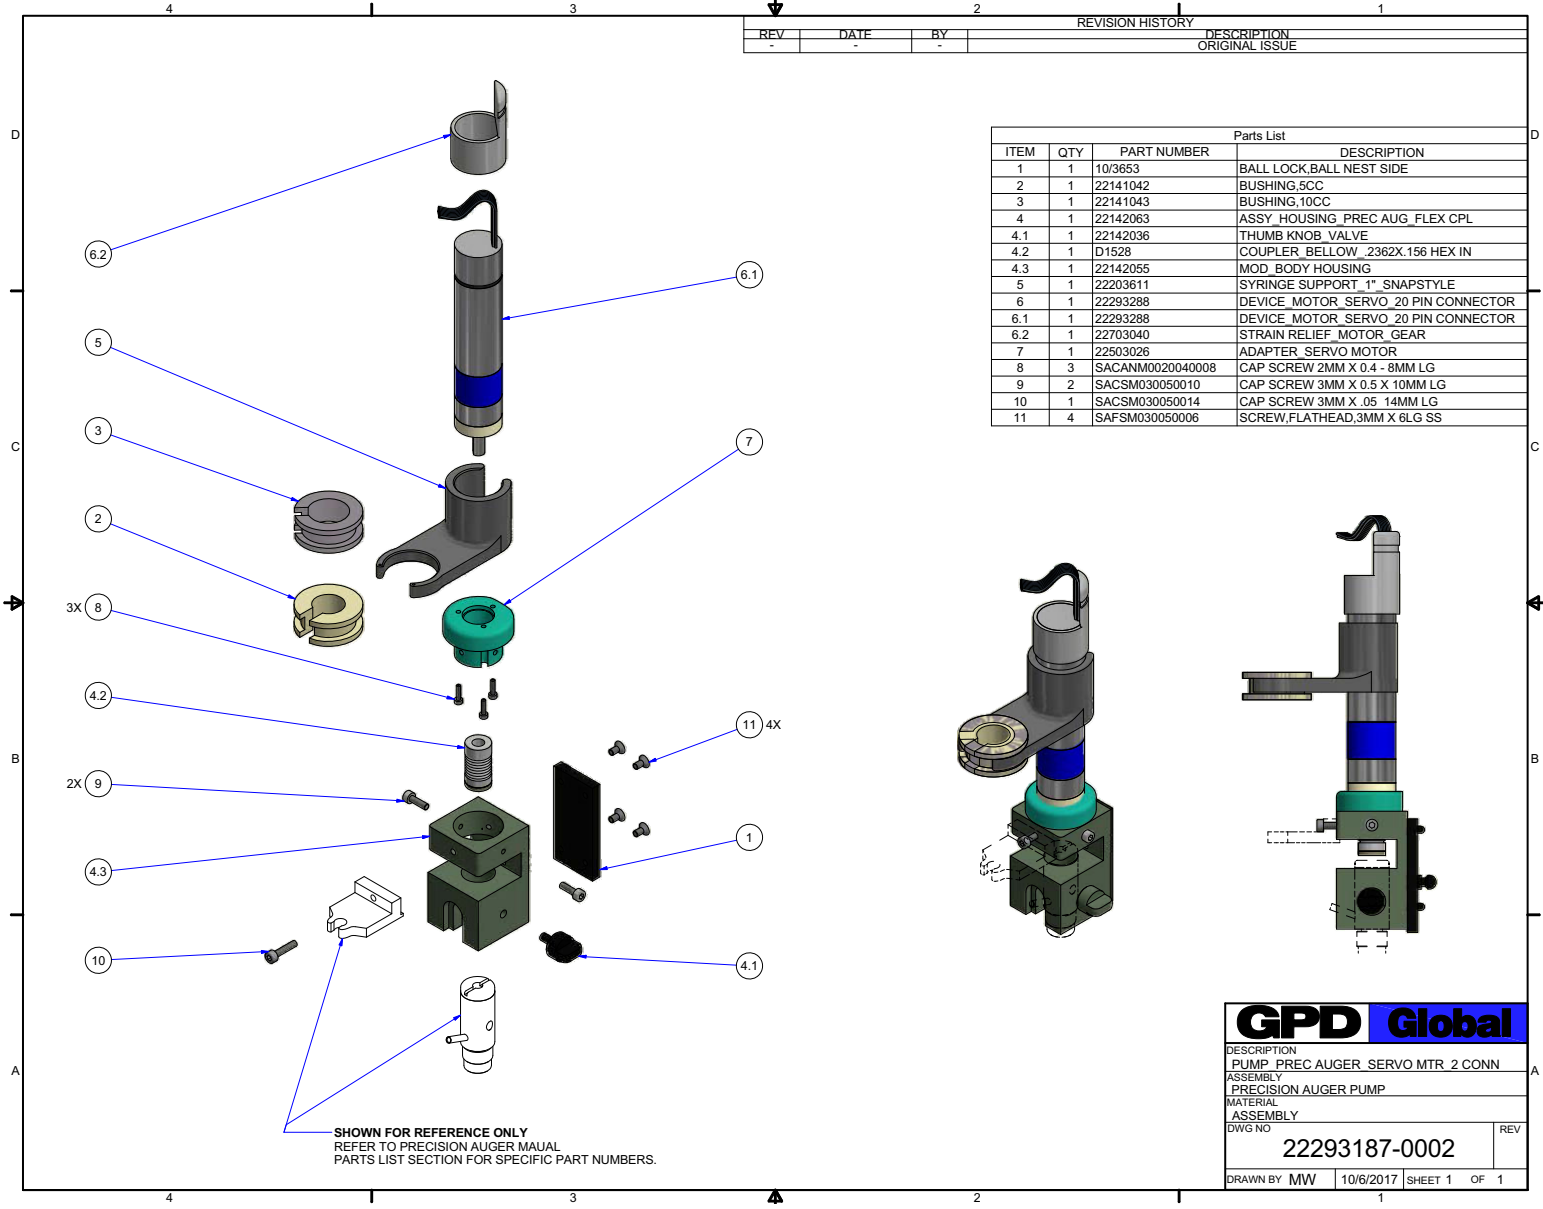 4 3 2 1
REVISION HISTORY
REV DATE BY DESCRIPTION
- - - ORIGINAL ISSUE
D D
Parts List
ITEM QTY PART NUMBER DESCRIPTION
1 1 10/3653 BALL LOCK,BALL NEST SIDE
2 1 22141042 BUSHING,5CC
3 1 22141043 BUSHING,10CC
4 1 22142063 ASSY_HOUSING_PREC AUG_FLEX CPL
4.1 1 22142036 THUMB KNOB_VALVE
4.2 1 D1528 COUPLER_BELLOW_.2362X.156 HEX IN
4.3 1 22142055 MOD_BODY HOUSING
5 1 22203611 SYRINGE SUPPORT_1"_SNAPSTYLE
6 1 22293288 DEVICE_MOTOR_SERVO_20 PIN CONNECTOR
6.1 1 22293288 DEVICE_MOTOR_SERVO_20 PIN CONNECTOR
6.2 1 22703040 STRAIN RELIEF_MOTOR_GEAR
7 1 22503026 ADAPTER_SERVO MOTOR
8 3 SACANM0020040008 CAP SCREW 2MM X 0.4 - 8MM LG
9 2 SACSM030050010 CAP SCREW 3MM X 0.5 X 10MM LG
10 1 SACSM030050014 CAP SCREW 3MM X .05 14MM LG
11 4 SAFSM030050006 SCREW,FLATHEAD,3MM X 6LG SS
6.2
6.1
5
3
7
C C
2
3X 8
4.2
11 4X
B B
2X 9
1
4.3
10
4.1
A A
SHOWN FOR REFERENCE ONLY
REFER TO PRECISION AUGER MAUAL
PARTS LIST SECTION FOR SPECIFIC PART NUMBERS.
GPD Global
DESCRIPTION
PUMP_PREC AUGER_SERVO MTR_2 CONN
ASSEMBLY
PRECISION AUGER PUMP
MATERIAL
ASSEMBLY
DWG NO REV
22293187-0002
DRAWN BY MW 10/6/2017 SHEET 1 OF 1
4 3 2 1